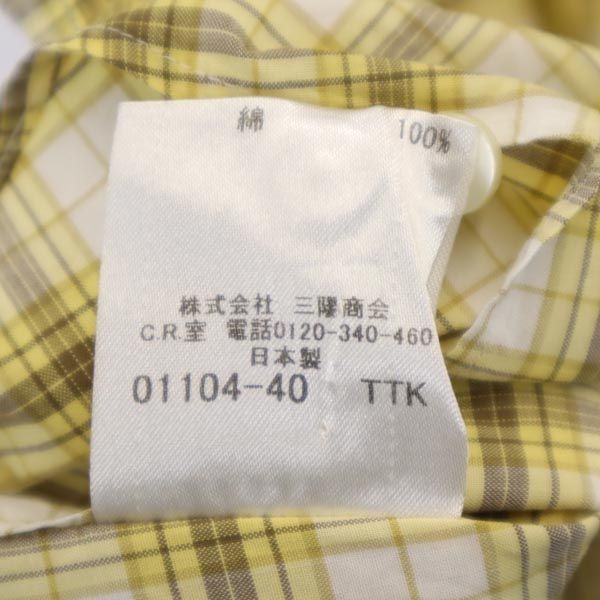 綿 100%
株式会社 三陽商会
C.R.室 電話0120-340-460
日本製
01104-40 TTK